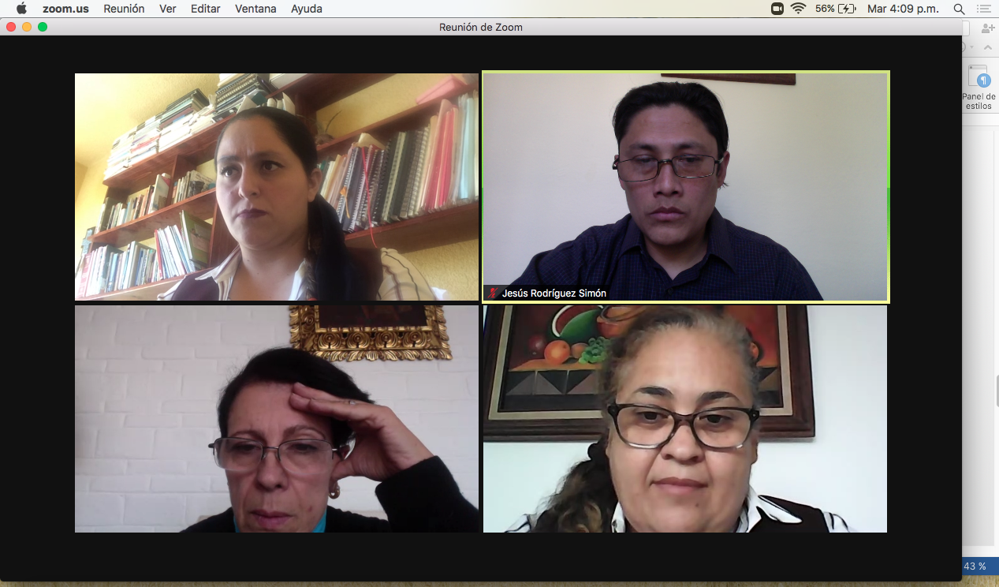 zoom.us Reunión Ver Editar Ventana Ayuda 56% Mar 4:09 p.m.
Reunión de Zoom
Panel de
estilos
Jesús Rodríguez Simón
43 %